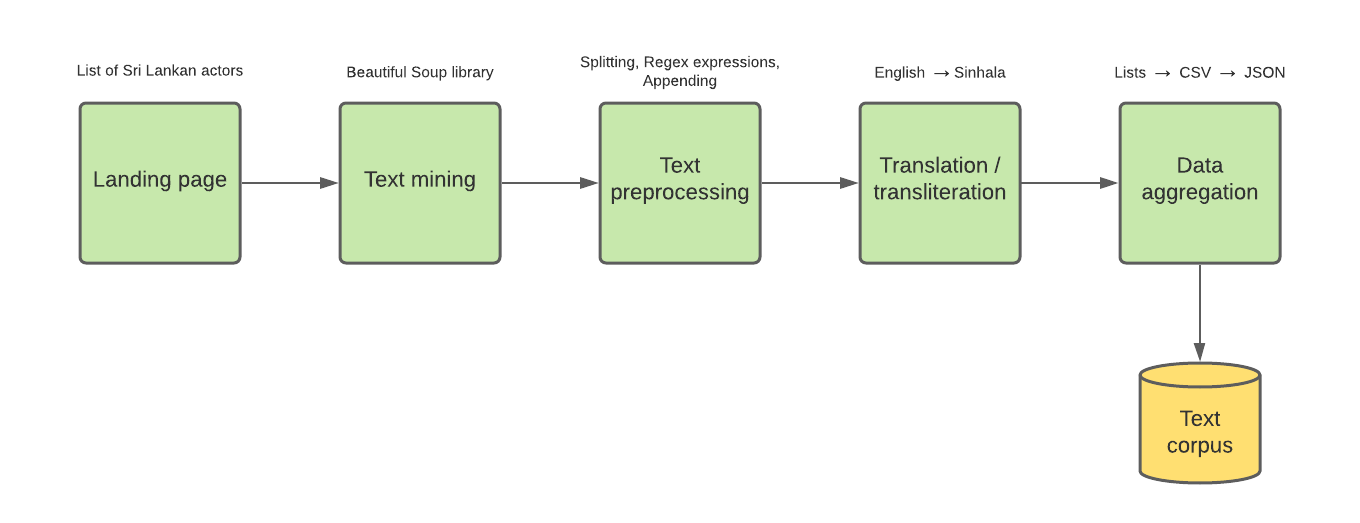 List of Sri Lankan actors
Beautiful Soup library
Splitting, Regex expressions,
Appending
English → Sinhala
Lists → CSV → JSON
Landing page
Text mining
Text
preprocessing
Translation /
transliteration
Data
aggregation
Text
corpus